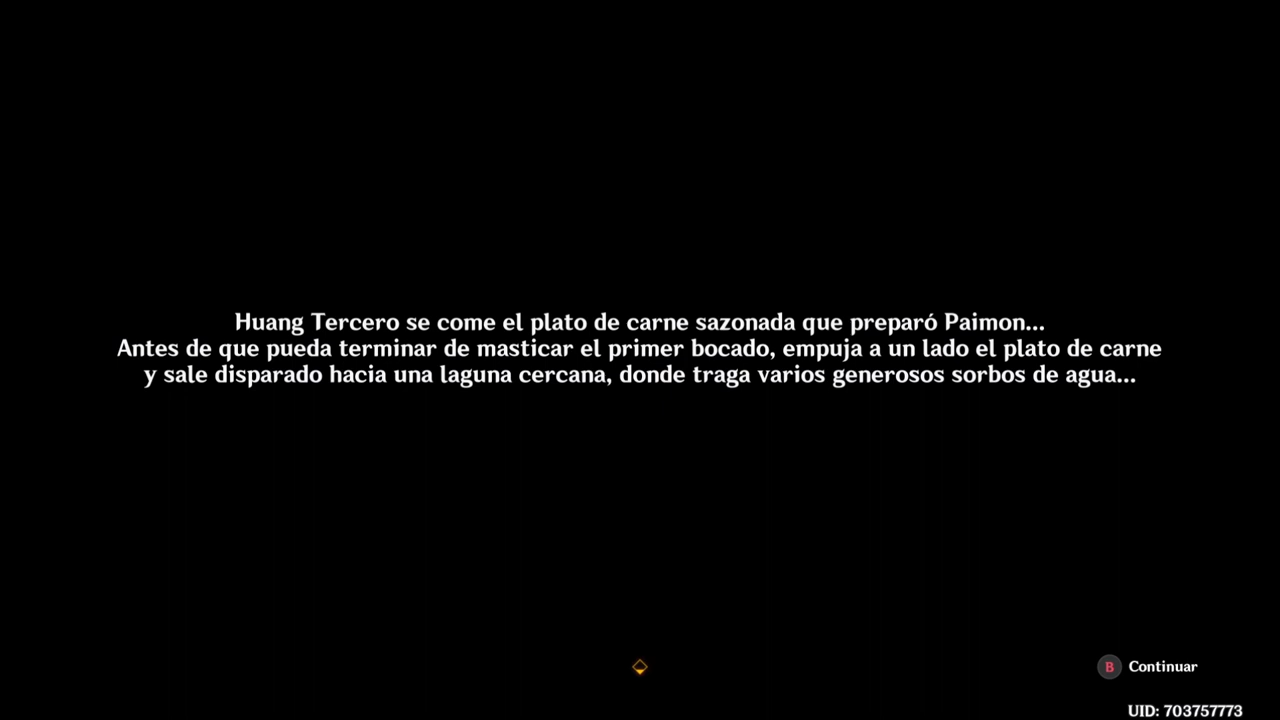 Huang Tercero se come el plato de carne sazonada que preparó Paimon...
Antes de que pueda terminar de masticar el primer bocado, empuja a un lado el plato de carne
y sale disparado hacia una laguna cercana, donde traga varios generosos sorbos de agua...
B Continuar
UID: 703757773